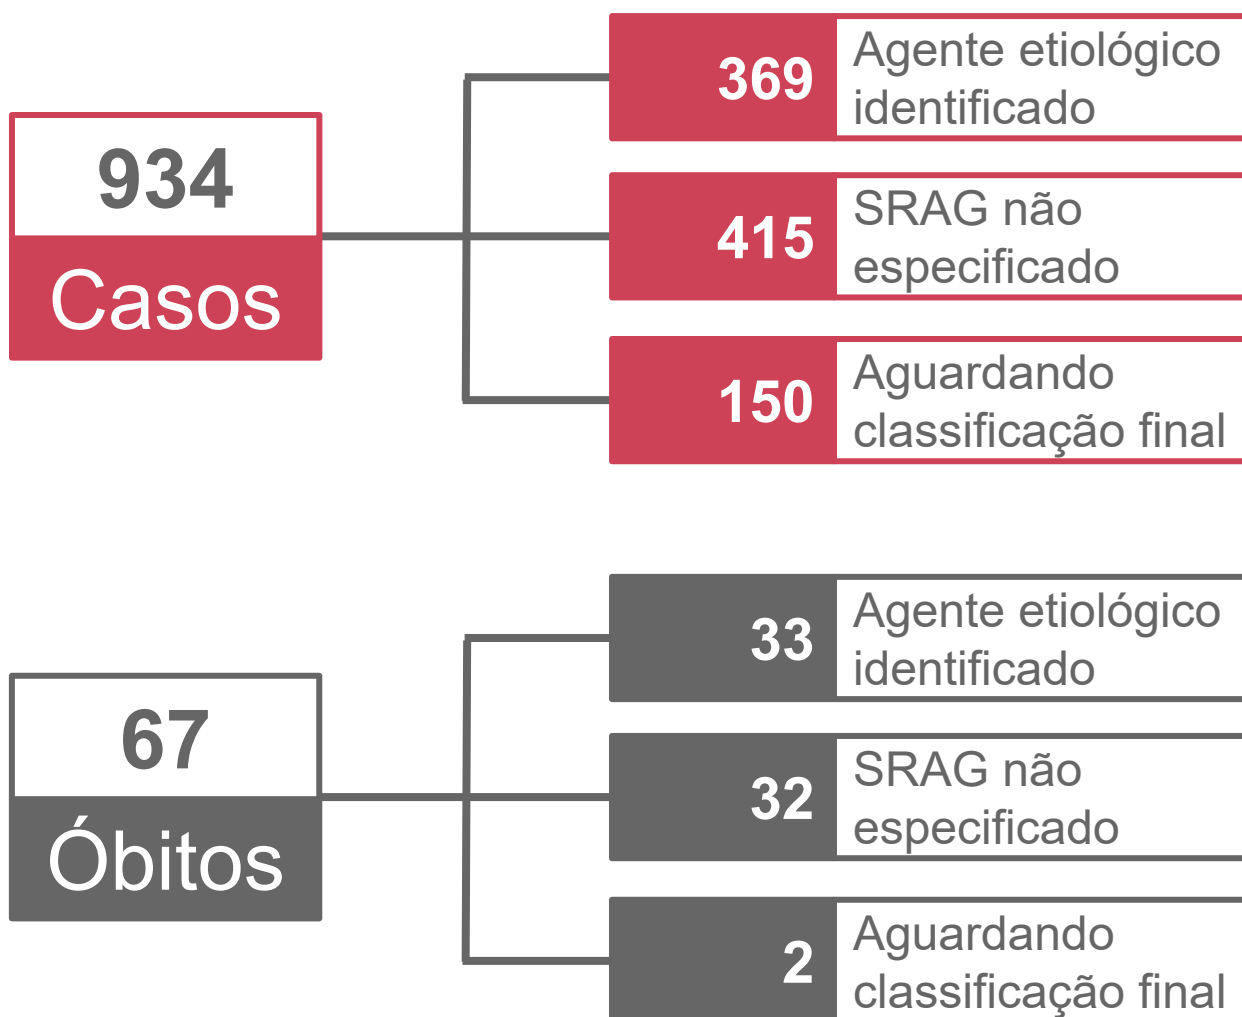 934
Casos
369
Agente etiológico
identificado
415
SRAG não
especificado
150
Aguardando
classificação final
67
Óbitos
33
Agente etiológico
identificado
32
SRAG não
especificado
2
Aguardando
classificação final